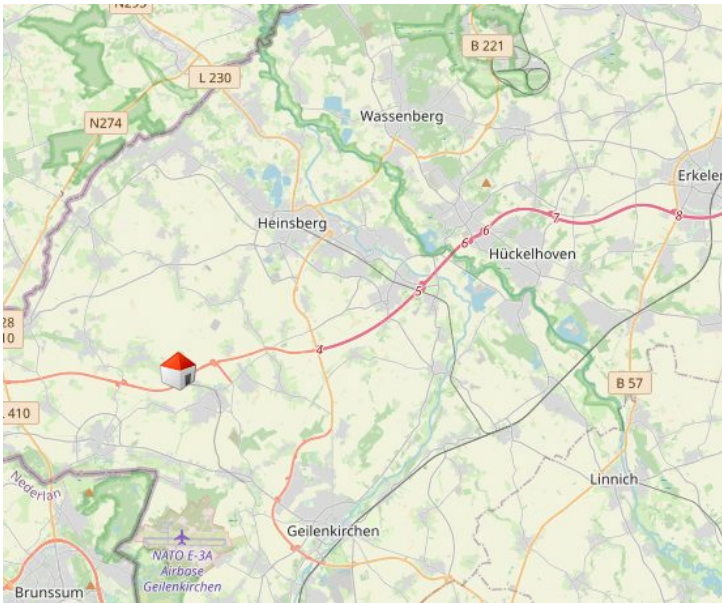 N293
L 230
B 221
N274
Wassenberg
Erkelen
Heinsberg
6
6
7
8
Hückelhoven
5
28
10
4
L 410
B 57
Nederlan
Linnich
Geilenkirchen
NATO E-3A
Airbase
Geilenkirchen
Brunssum